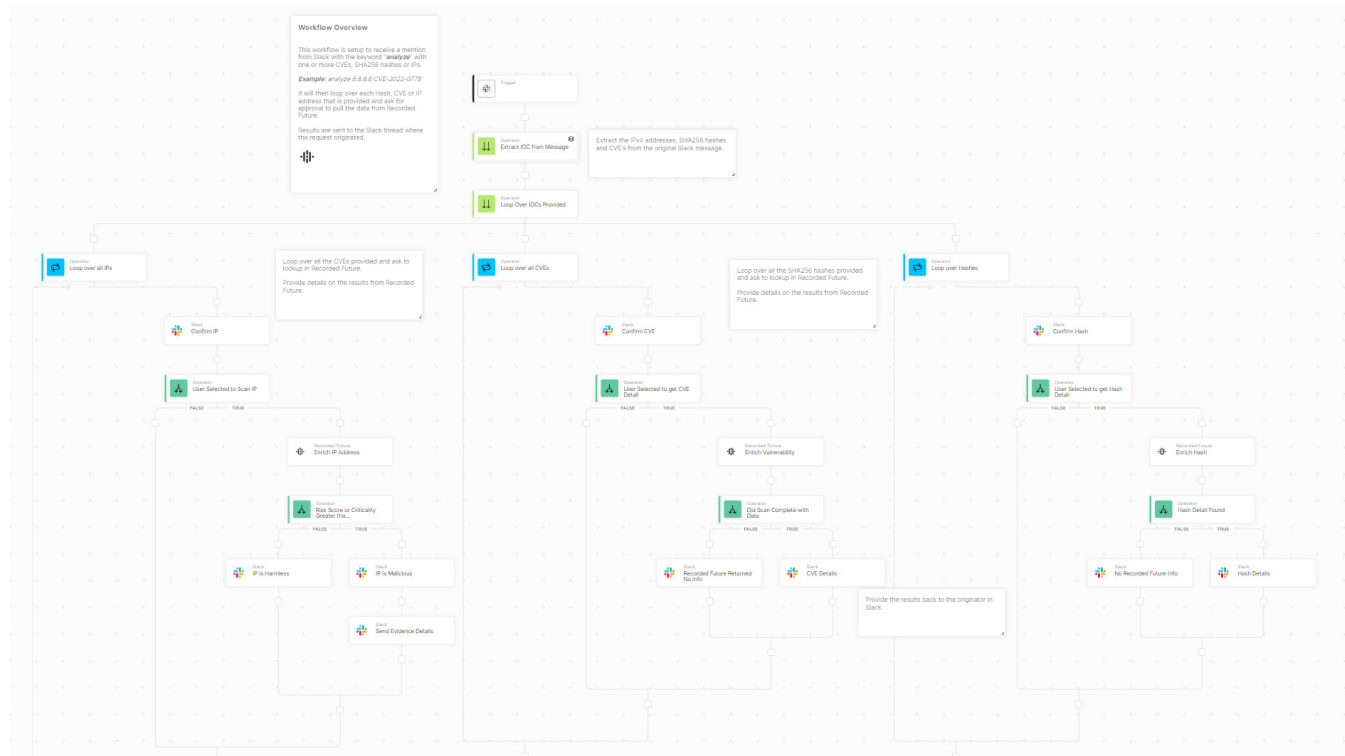 Workflow Overview
This workflow is setup to receive a mention
from Slack with the keyword "analyze" with
one or more CVEs, SHA256 hashes or IPs.
Example: analyze 8.8.8.8 CVE-2022-0778
It will then loop over each Hash, CVE or IP
address that is provided and ask for
approval to pull the data from Recorded
Future.
Results are sent to the Slack thread where
the request originated.
Trigger
Operator
Extract IOC from Message
Extract the IPv4 addresses, SHA256 hashes
and CVE's from the original Slack message.
Operator
Loop Over IOCs Provided
Operator
Loop over all IPs
Loop over all the CVEs provided and ask to
lookup in Recorded Future.
Provide details on the results from Recorded
Future.
Operator
Loop over all CVEs
Loop over all the SHA256 hashes provided
and ask to lookup in Recorded Future.
Provide details on the results from Recorded
Future.
Operator
Loop over Hashes
Slack
Confirm IP
Slack
Confirm CVE
Slack
Confirm Hash
Operator
User Selected to Scan IP
Operator
User Selected to get CVE
Detail
Operator
User Selected to get Hash
Detail
FALSE TRUE
FALSE TRUE
FALSE TRUE
Recorded Future
Enrich IP Address
Recorded Future
Enrich Vulnerability
Recorded Future
Enrich Hash
Operator
Risk Score or Criticality
Greater tha...
Operator
Did Scan Complete with
Data
Operator
Hash Detail Found
FALSE TRUE
FALSE TRUE
FALSE TRUE
Slack
IP is Harmless
Slack
IP is Malicious
Slack
Recorded Future Returned
No Info
Slack
CVE Details
Slack
No Recorded Future Info
Slack
Hash Details
Provide the results back to the originator in
Slack.
Slack
Send Evidence Details